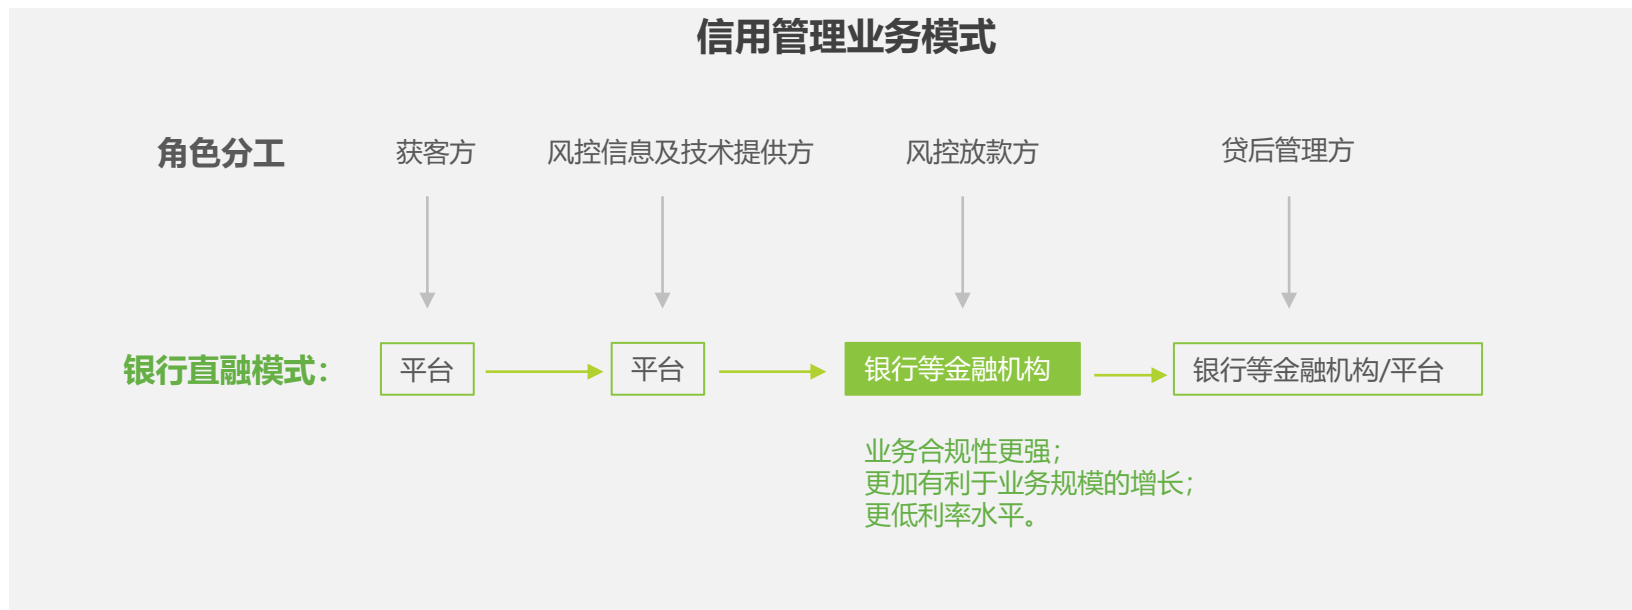 信用管理业务模式
角色分工
获客方
风控信息及技术提供方
风控放款方
贷后管理方
银行直融模式：
平台
平台
银行等金融机构
银行等金融机构/平台
业务合规性更强；
更加有利于业务规模的增长；
更低利率水平。